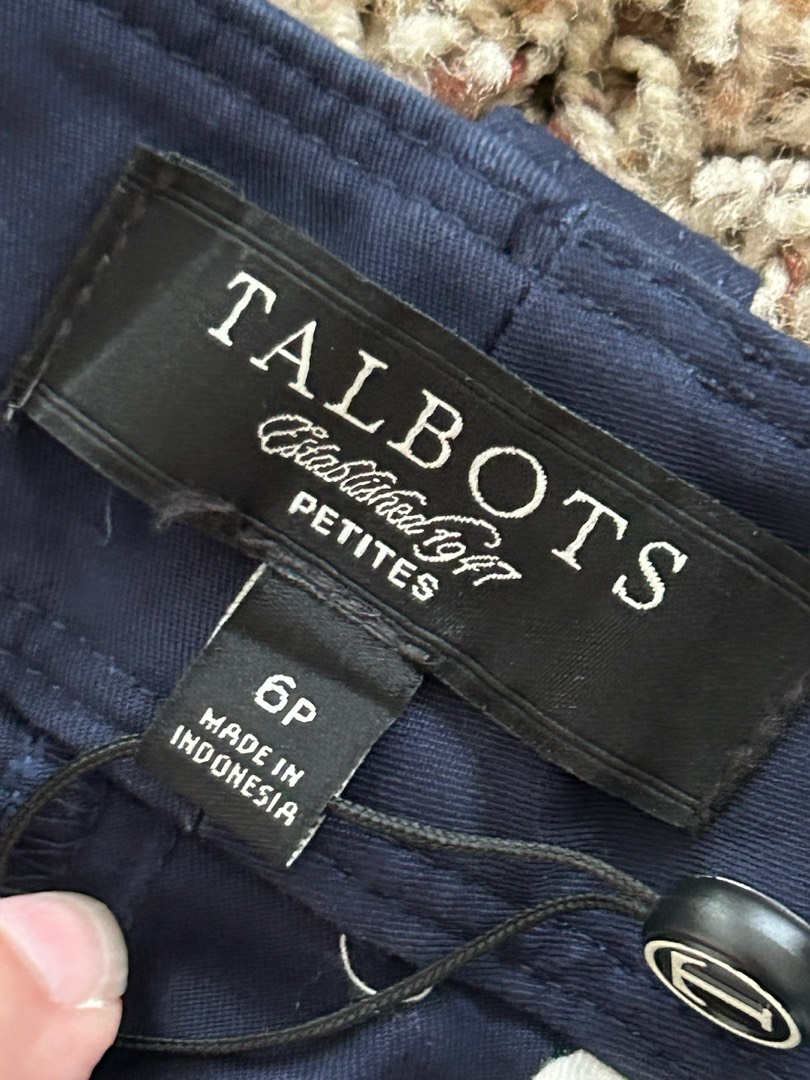 TALBOTS
Established 1947
PETITES
6P
MADE IN
INDONESIA
T